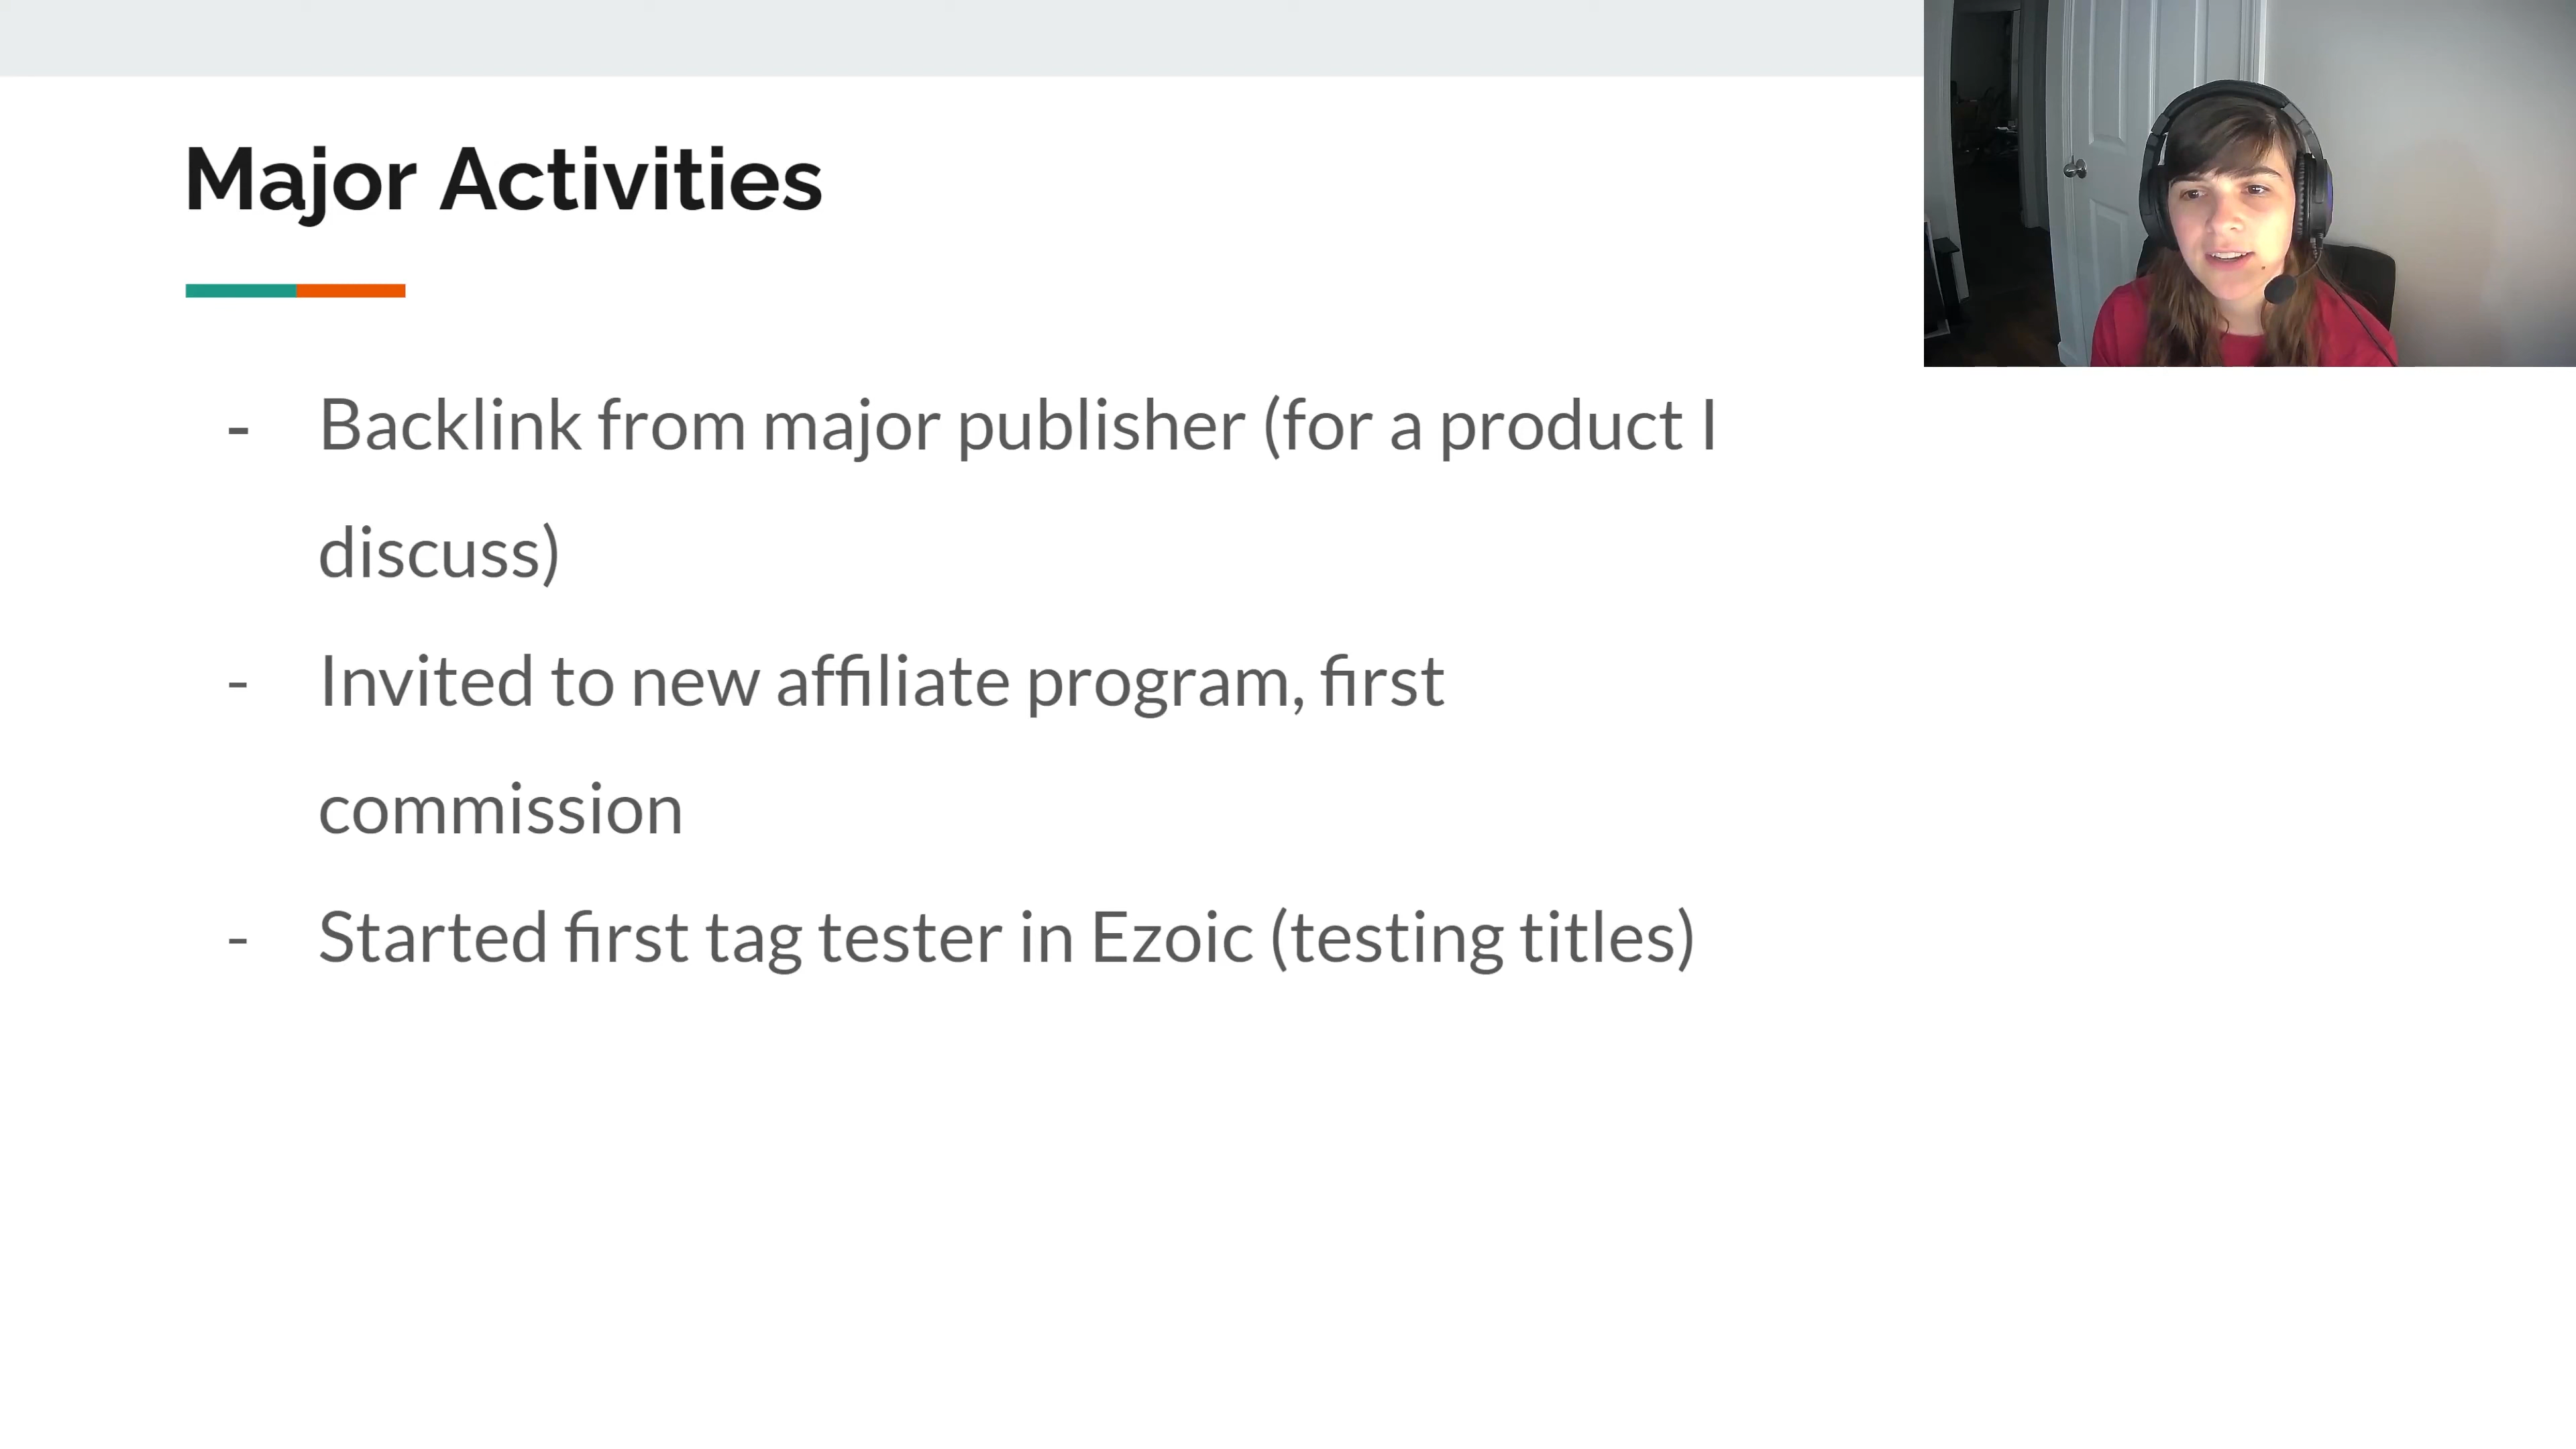 Major Activities
- Backlink from major publisher (for a product I
discuss)
- Invited to new affiliate program, first
commission
- Started first tag tester in Ezoic (testing titles)